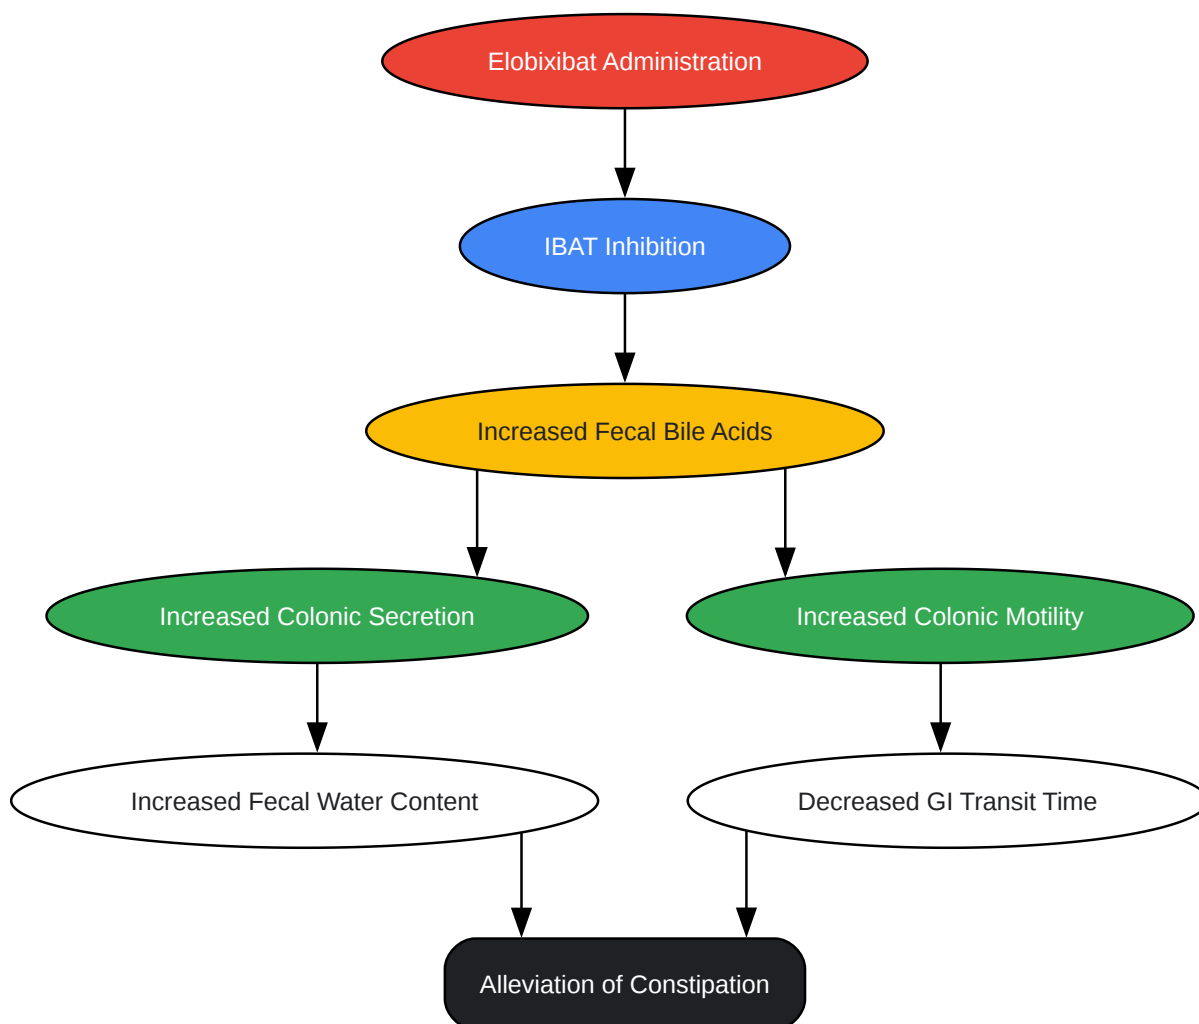 Elobixibat Administration
IBAT Inhibition
Increased Fecal Bile Acids
Increased Colonic Secretion
Increased Colonic Motility
Increased Fecal Water Content
Decreased GI Transit Time
Alleviation of Constipation